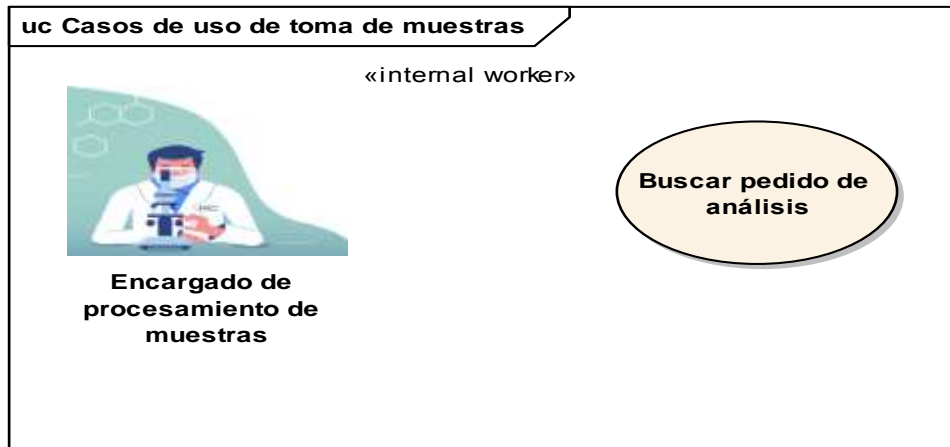 uc Casos de uso de toma de muestras
«internal worker»
Buscar pedido de
análisis
Encargado de
procesamiento de
muestras